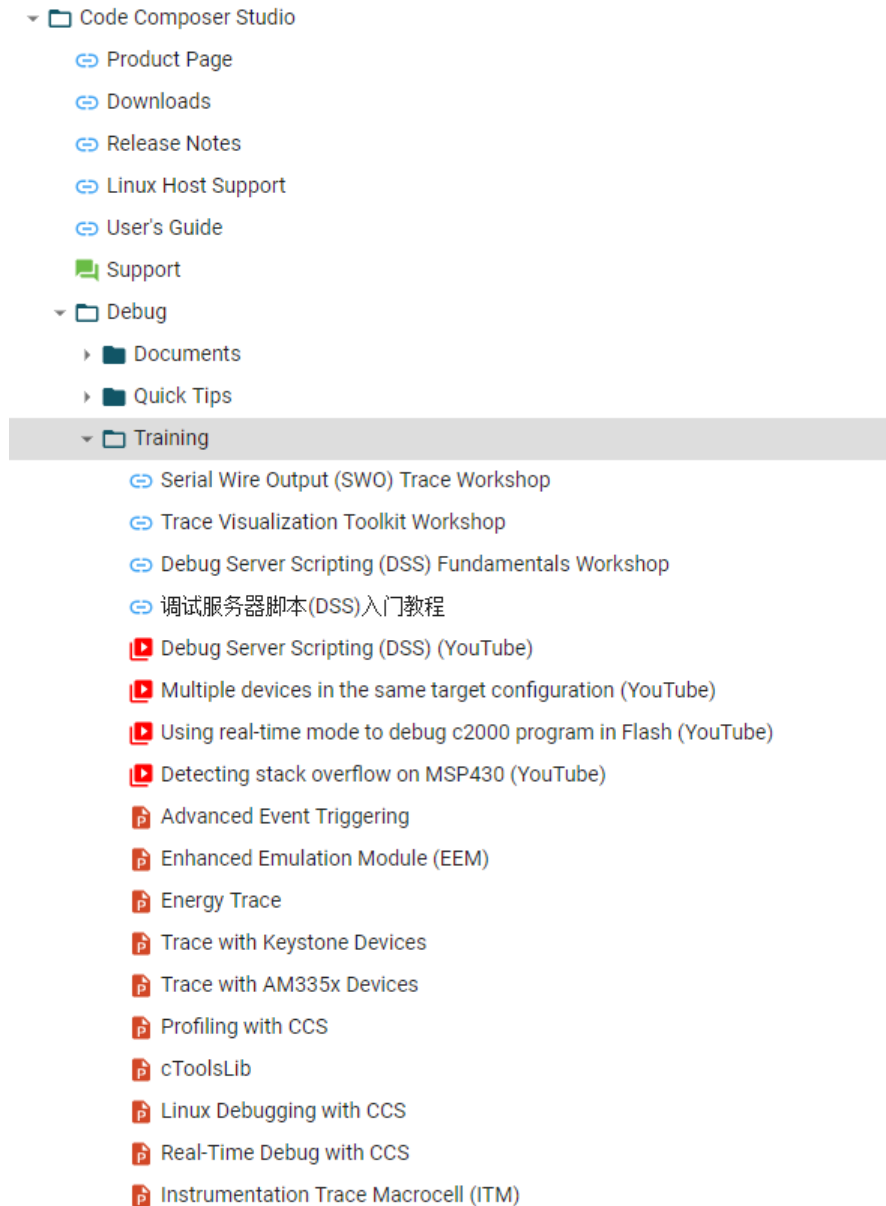 Code Composer Studio
Product Page
Downloads
Release Notes
Linux Host Support
User's Guide
Support
Debug
Documents
Quick Tips
Training
Serial Wire Output (SWO) Trace Workshop
Trace Visualization Toolkit Workshop
Debug Server Scripting (DSS) Fundamentals Workshop
调试服务器脚本(DSS)入门教程
Debug Server Scripting (DSS) (YouTube)
Multiple devices in the same target configuration (YouTube)
Using real-time mode to debug c2000 program in Flash (YouTube)
Detecting stack overflow on MSP430 (YouTube)
Advanced Event Triggering
Enhanced Emulation Module (EEM)
Energy Trace
Trace with Keystone Devices
Trace with AM335x Devices
Profiling with CCS
cToolsLib
Linux Debugging with CCS
Real-Time Debug with CCS
Instrumentation Trace Macrocell (ITM)